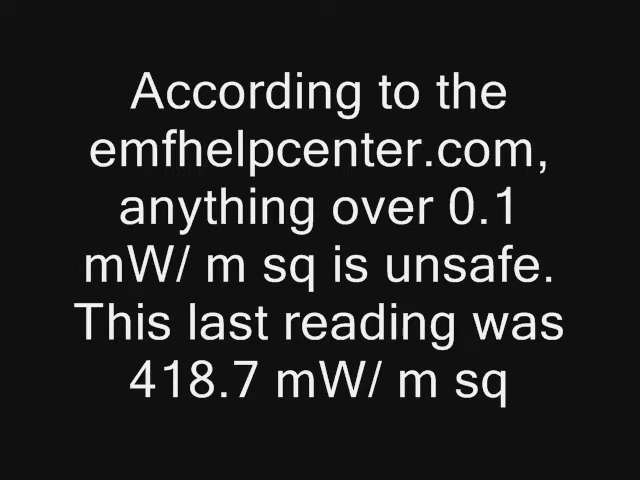 According to the
emfhelpcenter.com,
anything over 0.1
mW/ m sq is unsafe.
This last reading was
418.7 mW/ m sq